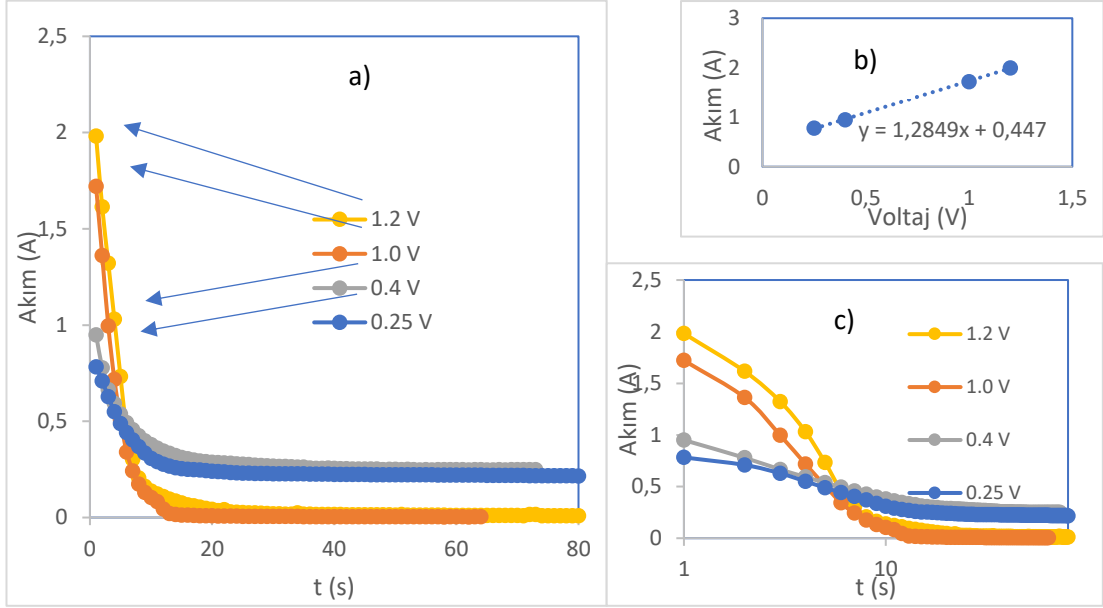 2,5
a)
2
1,5
1
0,5
0
Akım (A)
0
20
40
60
80
t (s)
1.2 V
1.0 V
0.4 V
0.25 V
3
b)
2
1
0
Akım (A)
y = 1,2849x + 0,447
0
0,5
1
1,5
Voltaj (V)
2,5
c)
2
1,5
1
0,5
0
Akım (A)
1.2 V
1.0 V
0.4 V
0.25 V
1
10
t (s)